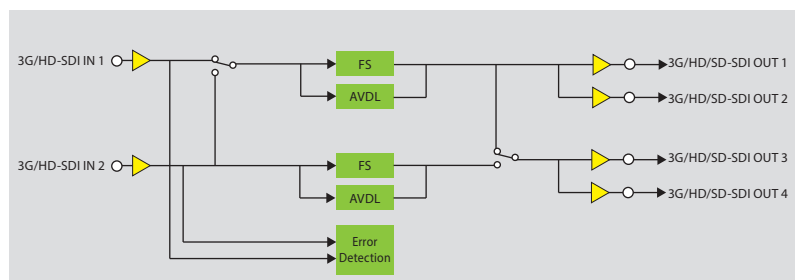 3G/HD-SDI IN 1
FS
AVDL
3G/HD/SD-SDI OUT 1
3G/HD/SD-SDI OUT 2
3G/HD-SDI IN 2
FS
AVDL
3G/HD/SD-SDI OUT 3
3G/HD/SD-SDI OUT 4
Error
Detection